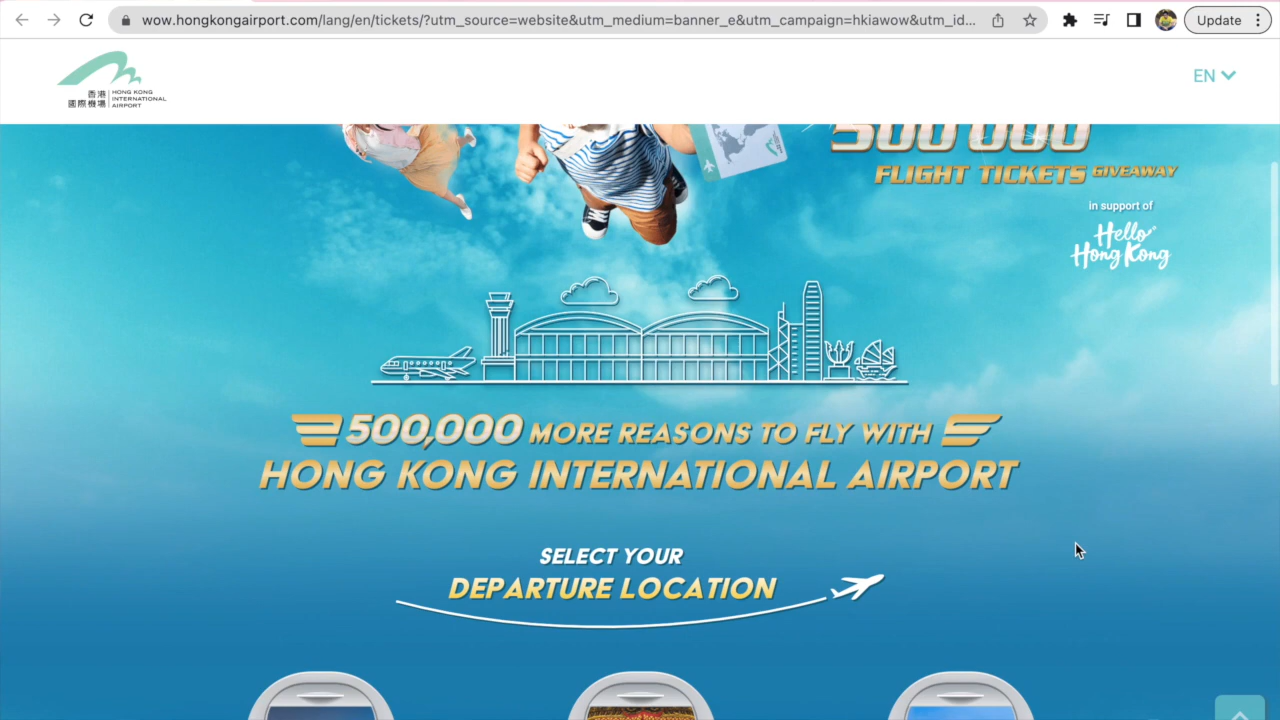 wow.hongkongairport.com/lang/en/tickets/?utm_source=website&utm_medium=banner_e&utm_campaign=hkiawow&utm_id...
Update
香港
國際機場
HONG KONG
INTERNATIONAL
AIRPORT
EN
500 000
FLIGHT TICKETS GIVEAWAY
in support of
Hello
Hong Kong
500,000 MORE REASONS TO FLY WITH
HONG KONG INTERNATIONAL AIRPORT
SELECT YOUR
DEPARTURE LOCATION